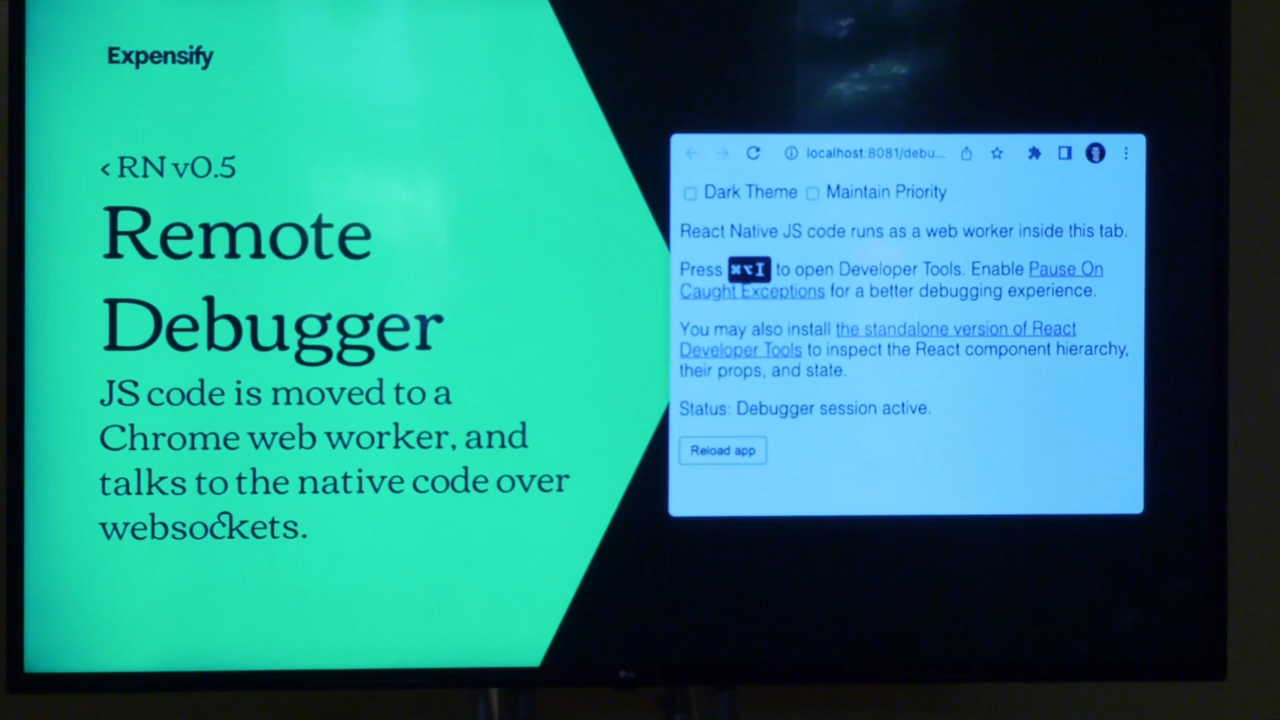 Expensify
< RN v0.5
Remote
Debugger
JS code is moved to a
Chrome web worker, and
talks to the native code over
websockets.
localhost:8081/debu...
Dark Theme Maintain Priority
React Native JS code runs as a web worker inside this tab.
Press ⌘⌥I to open Developer Tools. Enable Pause On
Caught Exceptions for a better debugging experience.
You may also install the standalone version of React
Developer Tools to inspect the React component hierarchy,
their props, and state.
Status: Debugger session active.
Reload app
LG